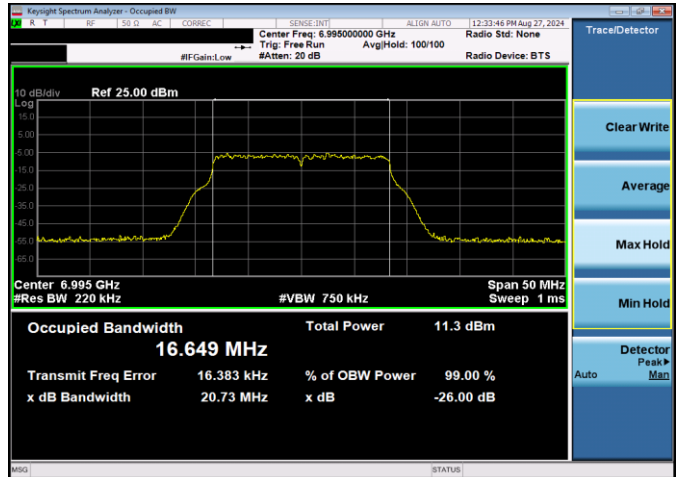 Keysight Spectrum Analyzer - Occupied BW
R T RF 50 Ω AC CORREC SENSE:INT ALIGN AUTO 12:33:46 PM Aug 27, 2024
Center Freq: 6.995000000 GHz Radio Std: None
Trig: Free Run Avg|Hold: 100/100
#IFGain:Low #Atten: 20 dB Radio Device: BTS
Trace/Detector
10 dB/div Ref 25.00 dBm
Log
15.0
5.00
-5.00
-15.0
-25.0
-35.0
-45.0
-55.0
-65.0
Center 6.995 GHz Span 50 MHz
#Res BW 220 kHz #VBW 750 kHz Sweep 1 ms
Occupied Bandwidth Total Power 11.3 dBm
16.649 MHz
Transmit Freq Error 16.383 kHz % of OBW Power 99.00 %
x dB Bandwidth 20.73 MHz x dB -26.00 dB
Clear Write
Average
Max Hold
Min Hold
Detector
Peak▶
Auto Man
MSG STATUS